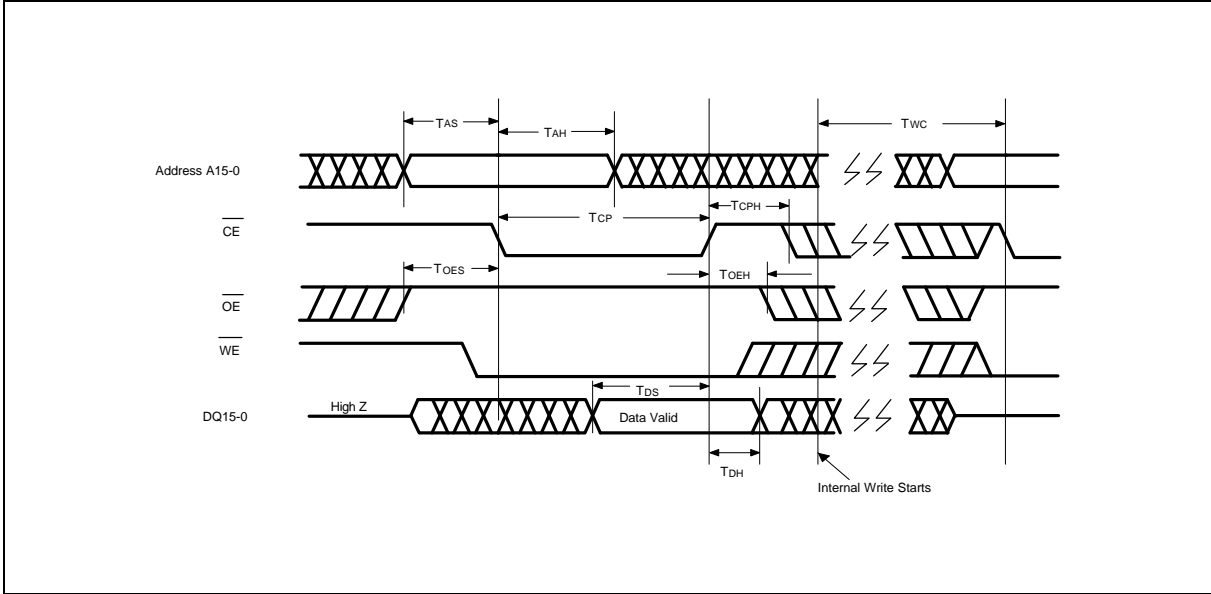 TAS
TAH
TWC
Address A15-0
TCP
TCPH
CE
TOES
TOEH
OE
WE
TDS
High Z
DQ15-0
Data Valid
TDH
Internal Write Starts